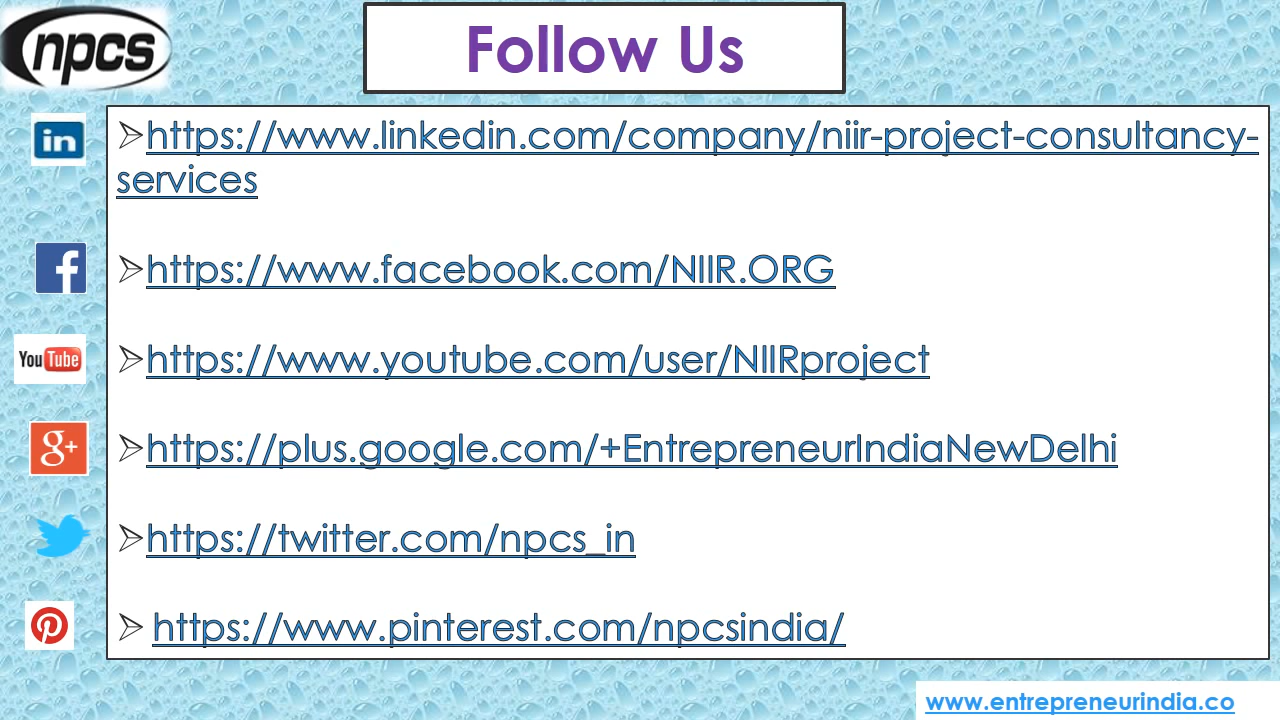 npcs
Follow Us
in
➢https://www.linkedin.com/company/niir-project-consultancy-
services
f
➢https://www.facebook.com/NIIR.ORG
You Tube
➢https://www.youtube.com/user/NIIRproject
g+
➢https://plus.google.com/+EntrepreneurIndiaNewDelhi
➢https://twitter.com/npcs_in
➢ https://www.pinterest.com/npcsindia/
www.entrepreneurindia.co